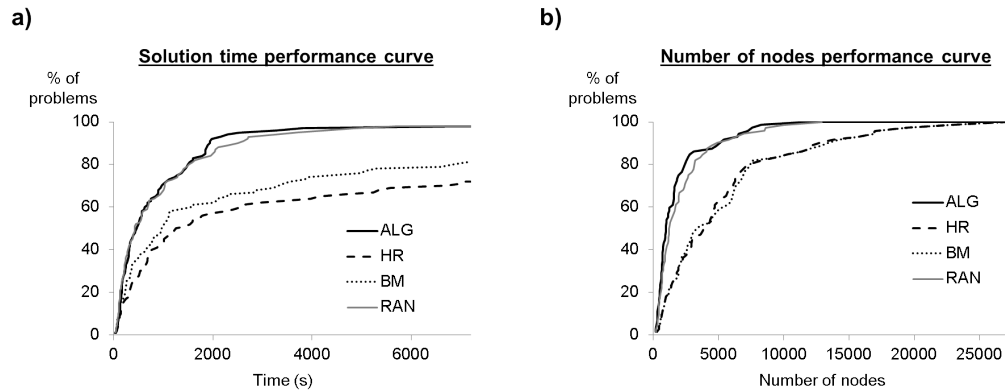 a)
Solution time performance curve
% of
problems
100
80
60
40
20
0
ALG
HR
BM
RAN
0 2000 4000 6000
Time (s)
b)
Number of nodes performance curve
% of
problems
100
80
60
40
20
0
ALG
HR
BM
RAN
0 5000 10000 15000 20000 25000
Number of nodes